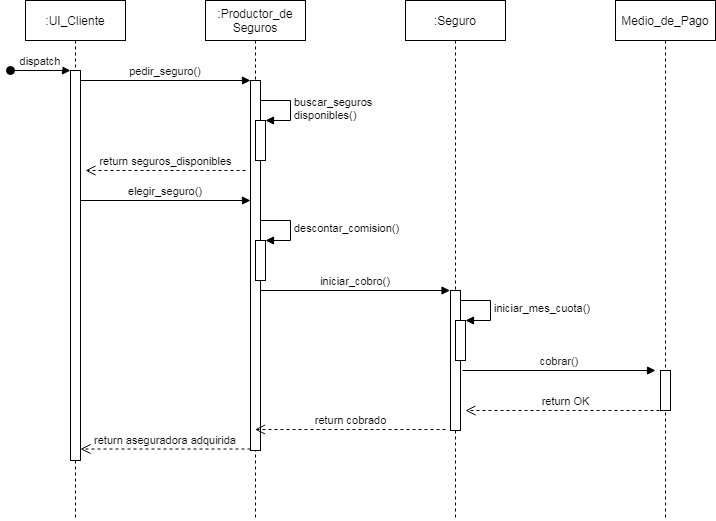 :UI_Cliente
:Productor_de
Seguros
:Seguro
Medio_de_Pago
dispatch
pedir_seguro()
buscar_seguros
disponibles()
return seguros_disponibles
elegir_seguro()
descontar_comision()
iniciar_cobro()
iniciar_mes_cuota()
cobrar()
return OK
return cobrado
return aseguradora adquirida